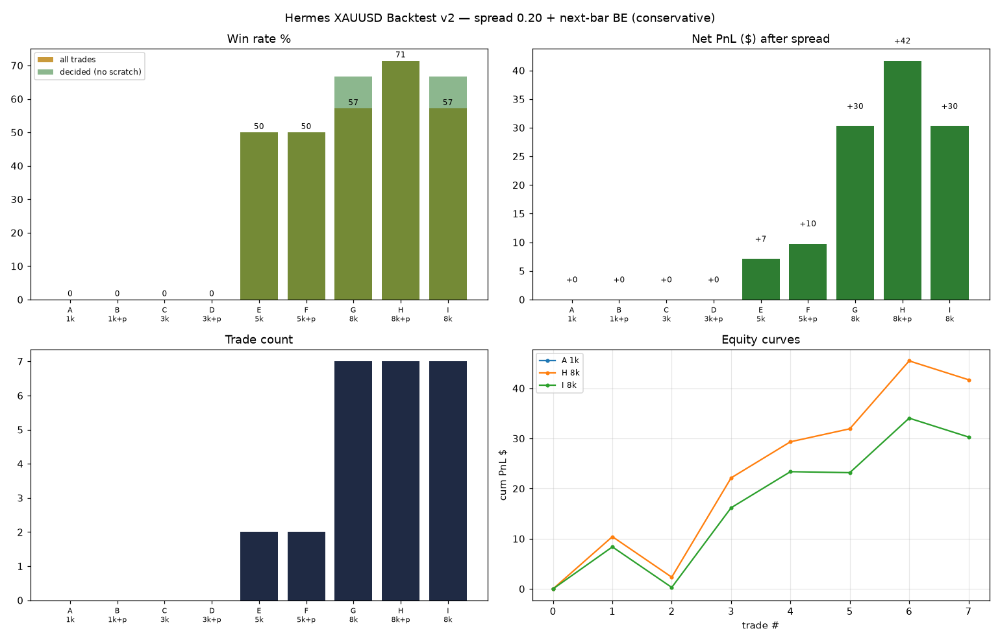 Hermes XAUUSD Backtest v2 — spread 0.20 + next-bar BE (conservative)
Win rate %
all trades
decided (no scratch)
70
60
50
40
30
20
10
0
0 0 0 0 50 50 57 71 57
A B C D E F G H I
1k 1k+p 3k 3k+p 5k 5k+p 8k 8k+p 8k
Net PnL ($) after spread
40
35
30
25
20
15
10
5
0
+0 +0 +0 +0 +7 +10 +30 +42 +30
A B C D E F G H I
1k 1k+p 3k 3k+p 5k 5k+p 8k 8k+p 8k
Trade count
7
6
5
4
3
2
1
0
A B C D E F G H I
1k 1k+p 3k 3k+p 5k 5k+p 8k 8k+p 8k
Equity curves
A 1k
H 8k
I 8k
cum PnL $
40
30
20
10
0
0 1 2 3 4 5 6 7
trade #